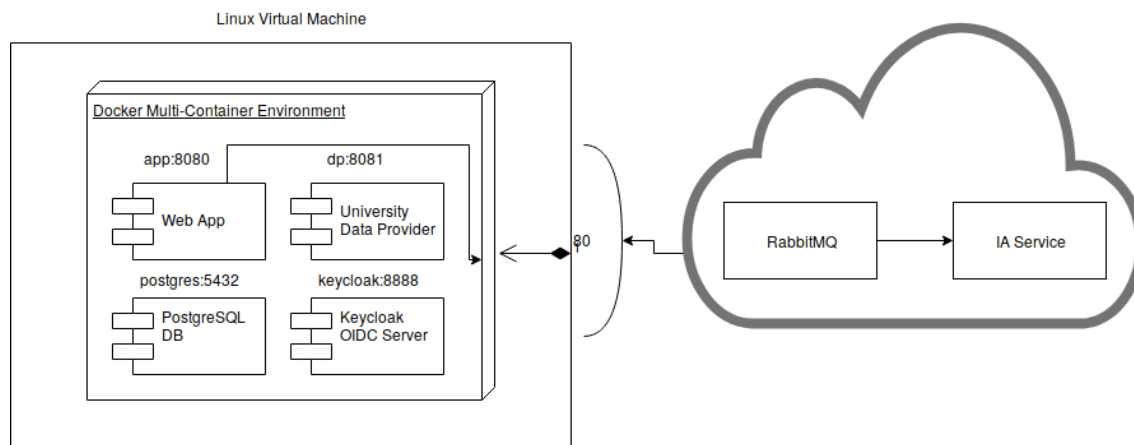 Linux Virtual Machine
Docker Multi-Container Environment
app:8080
dp:8081
Web App
University
Data Provider
postgres:5432
keycloak:8888
PostgreSQL
DB
Keycloak
OIDC Server
80
1
RabbitMQ
IA Service